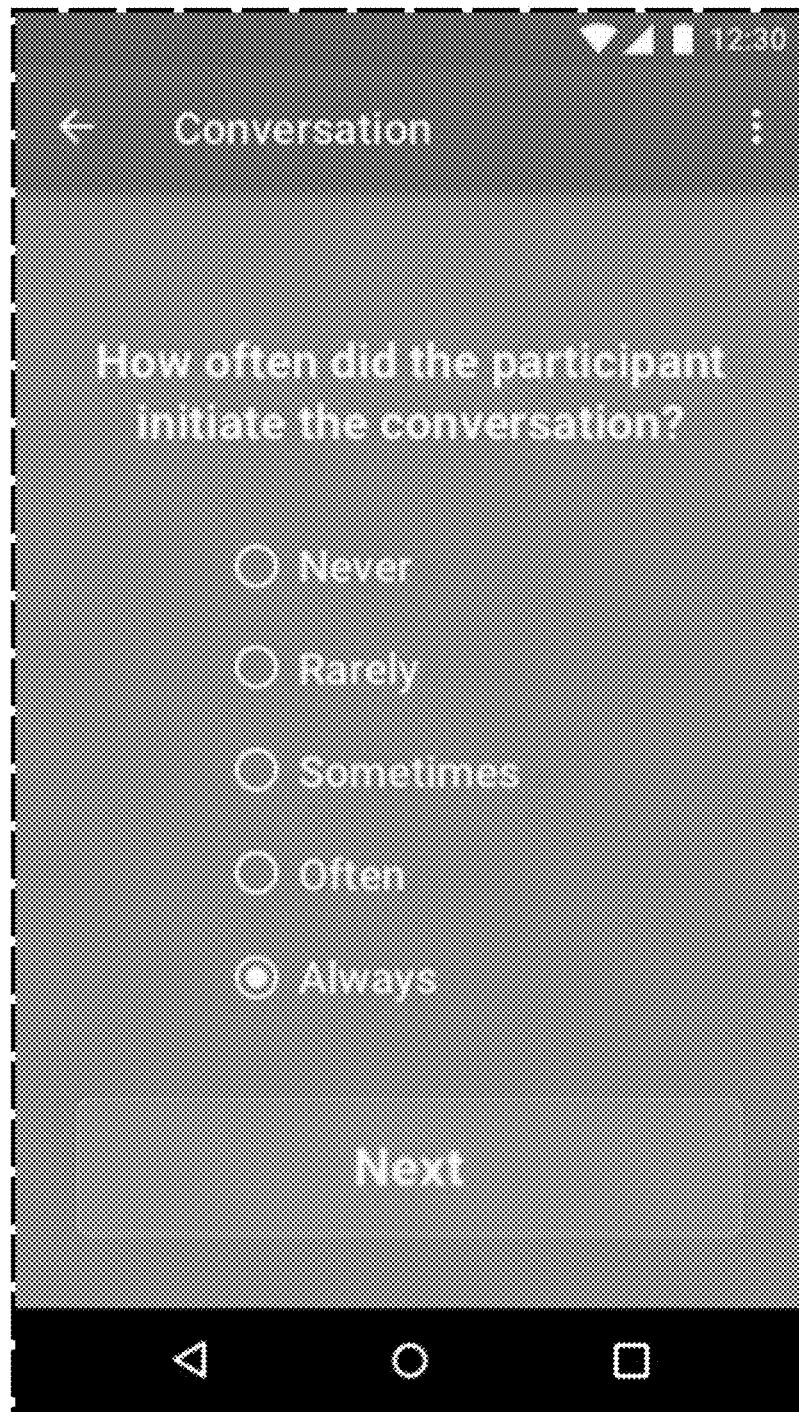 12:30
Conversation
How often did the participant
initiate the conversation?
Never
Rarely
Sometimes
Often
Always
Next